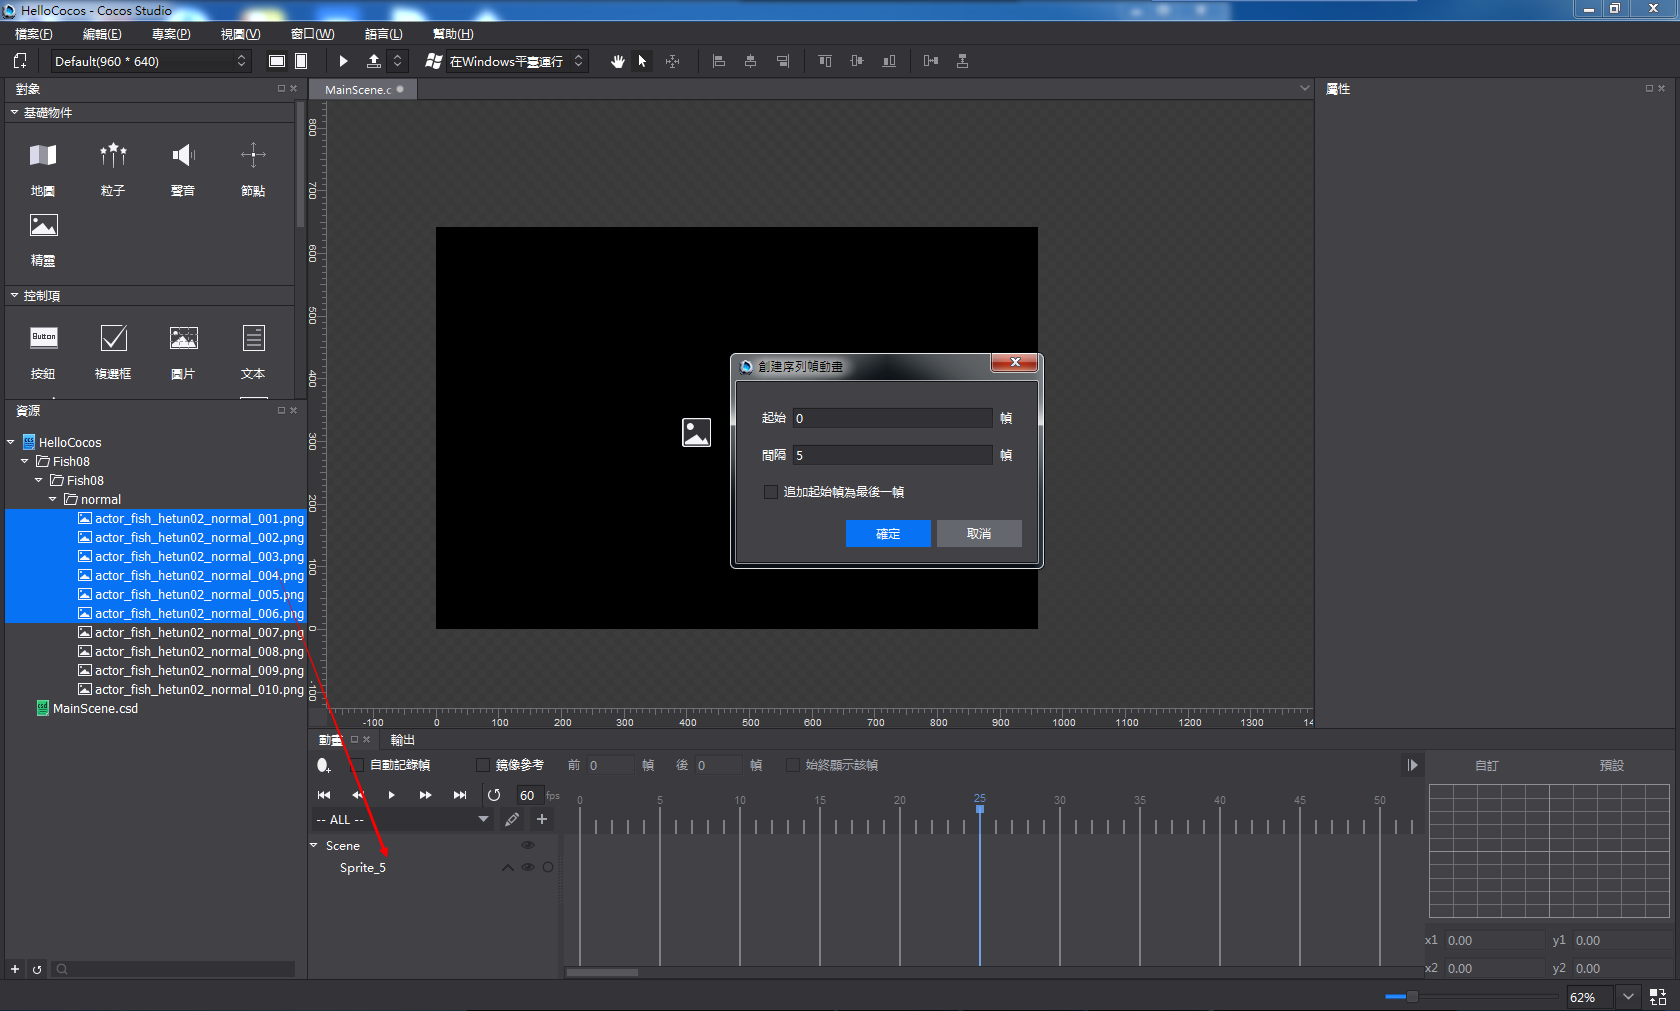 HelloCocos - Cocos Studio
檔案(F) 編輯(E) 專案(P) 視圖(V) 窗口(W) 語言(L) 幫助(H)
Default(960 * 640) 在Windows平臺運行
對象
基礎物件
地圖 粒子 聲音 節點
精靈
控制項
Button
按鈕 複選框 圖片 文本
資源
HelloCocos
Fish08
Fish08
normal
actor_fish_hetun02_normal_001.png
actor_fish_hetun02_normal_002.png
actor_fish_hetun02_normal_003.png
actor_fish_hetun02_normal_004.png
actor_fish_hetun02_normal_005.png
actor_fish_hetun02_normal_006.png
actor_fish_hetun02_normal_007.png
actor_fish_hetun02_normal_008.png
actor_fish_hetun02_normal_009.png
actor_fish_hetun02_normal_010.png
MainScene.csd
MainScene.c
800
700
600
500
400
300
200
100
0
-100
-100 0 100 200 300 400 500 600 700 800 900 1000 1100 1200 1300 14
創建序列幀動畫
起始 0 幀
間隔 5 幀
追加起始幀為最後一幀
確定 取消
屬性
動畫 輸出
自動記錄幀 鏡像參考 前 0 幀 後 0 幀 始終顯示該幀
60 fps
0 5 10 15 20 25 30 35 40 45 50
-- ALL --
Scene
Sprite_5
自訂 預設
x1 0.00 y1 0.00
x2 0.00 y2 0.00
62%